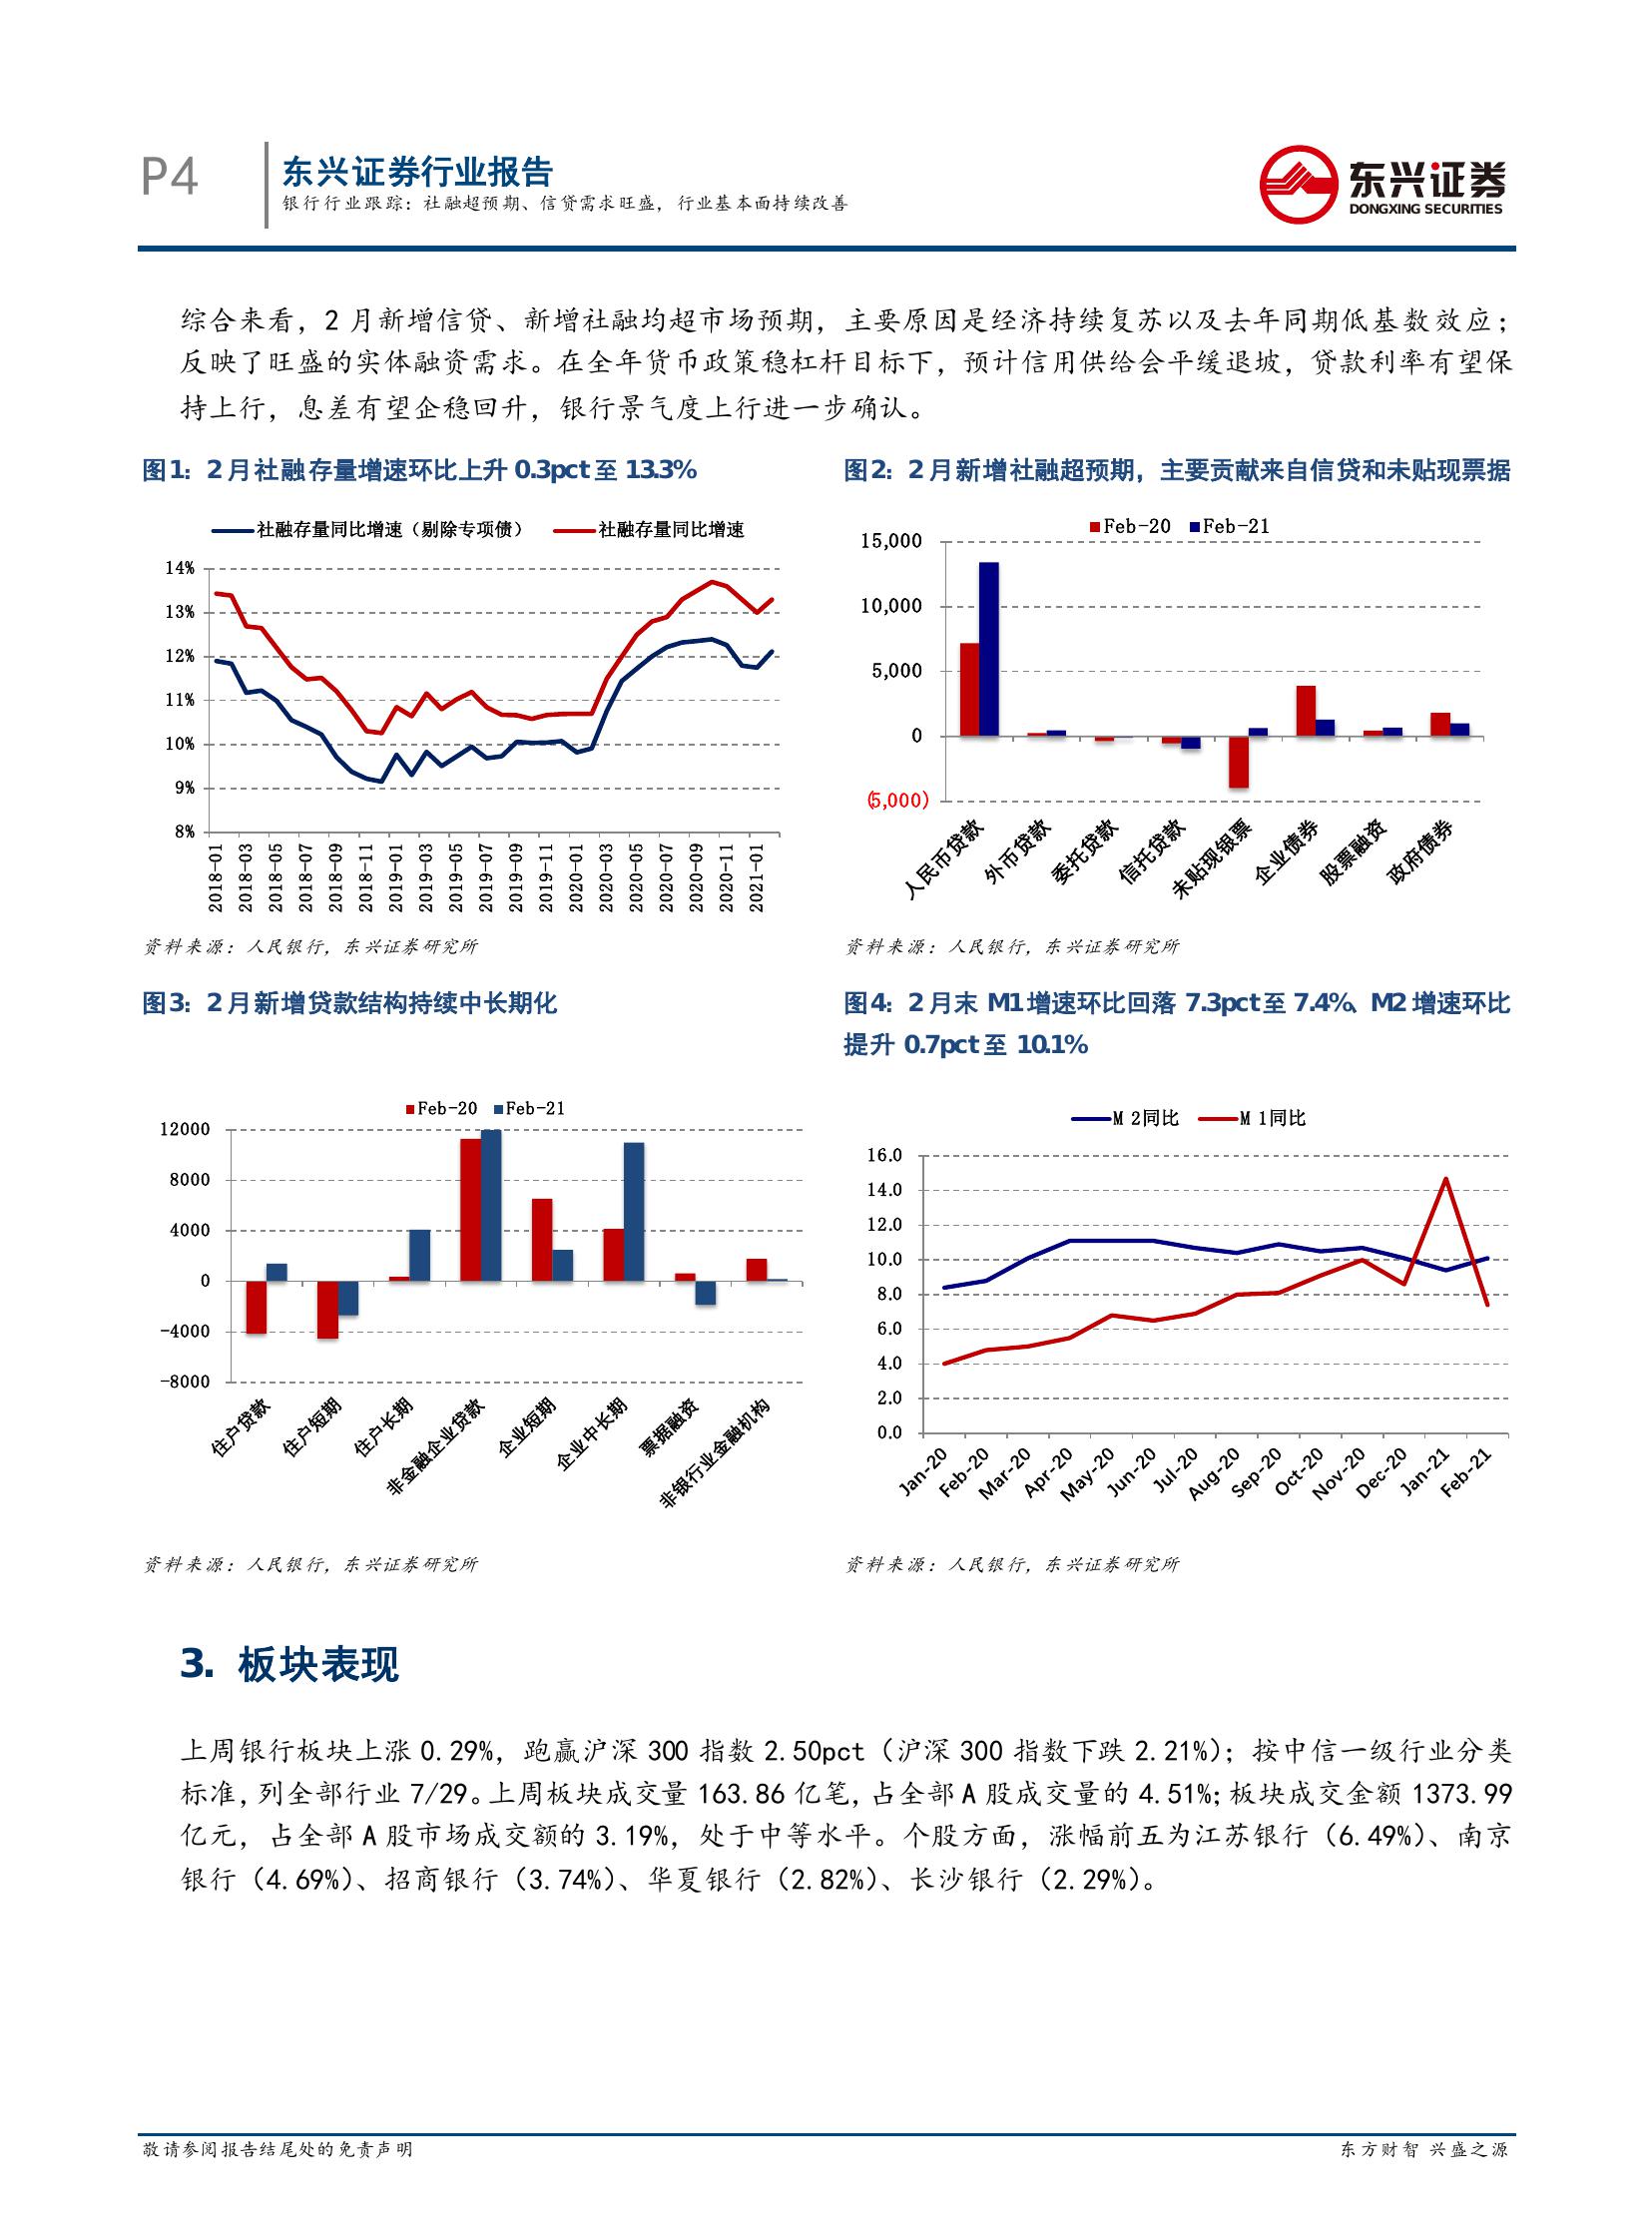 P4
东兴证券行业报告
银行行业跟踪：社融超预期、信贷需求旺盛，行业基本面持续改善
东兴证券
DONGXING SECURITIES
综合来看，2 月新增信贷、新增社融均超市场预期，主要原因是经济持续复苏以及去年同期低基数效应；
反映了旺盛的实体融资需求。在全年货币政策稳杠杆目标下，预计信用供给会平缓退坡，贷款利率有望保
持上行，息差有望企稳回升，银行景气度上行进一步确认。
图1：2 月社融存量增速环比上升 0.3pct 至 13.3%
社融存量同比增速（剔除专项债） 社融存量同比增速
14%
13%
12%
11%
10%
9%
8%
2018-01 2018-03 2018-05 2018-07 2018-09 2018-11 2019-01 2019-03 2019-05 2019-07 2019-09 2019-11 2020-01 2020-03 2020-05 2020-07 2020-09 2020-11 2021-01
资料来源：人民银行，东兴证券研究所
图2：2 月新增社融超预期，主要贡献来自信贷和未贴现票据
Feb-20 Feb-21
15,000
10,000
5,000
0
(5,000)
人民币贷款 外币贷款 委托贷款 信托贷款 未贴现银票 企业债券 股票融资 政府债券
资料来源：人民银行，东兴证券研究所
图3：2 月新增贷款结构持续中长期化
Feb-20 Feb-21
12000
8000
4000
0
-4000
-8000
住户贷款 住户短期 住户长期 非金融企业贷款 企业短期 企业中长期 票据融资 非银行业金融机构
资料来源：人民银行，东兴证券研究所
图4：2 月末 M1 增速环比回落 7.3pct 至 7.4%、M2 增速环比
提升 0.7pct 至 10.1%
M2同比 M1同比
16.0
14.0
12.0
10.0
8.0
6.0
4.0
2.0
0.0
Jan-20 Feb-20 Mar-20 Apr-20 May-20 Jun-20 Jul-20 Aug-20 Sep-20 Oct-20 Nov-20 Dec-20 Jan-21 Feb-21
资料来源：人民银行，东兴证券研究所
3. 板块表现
上周银行板块上涨 0.29%，跑赢沪深 300 指数 2.50pct（沪深 300 指数下跌 2.21%）；按中信一级行业分类
标准，列全部行业 7/29。上周板块成交量 163.86 亿笔，占全部 A 股成交量的 4.51%；板块成交金额 1373.99
亿元，占全部 A 股市场成交额的 3.19%，处于中等水平。个股方面，涨幅前五为江苏银行（6.49%）、南京
银行（4.69%）、招商银行（3.74%）、华夏银行（2.82%）、长沙银行（2.29%）。
敬请参阅报告结尾处的免责声明
东方财智 兴盛之源